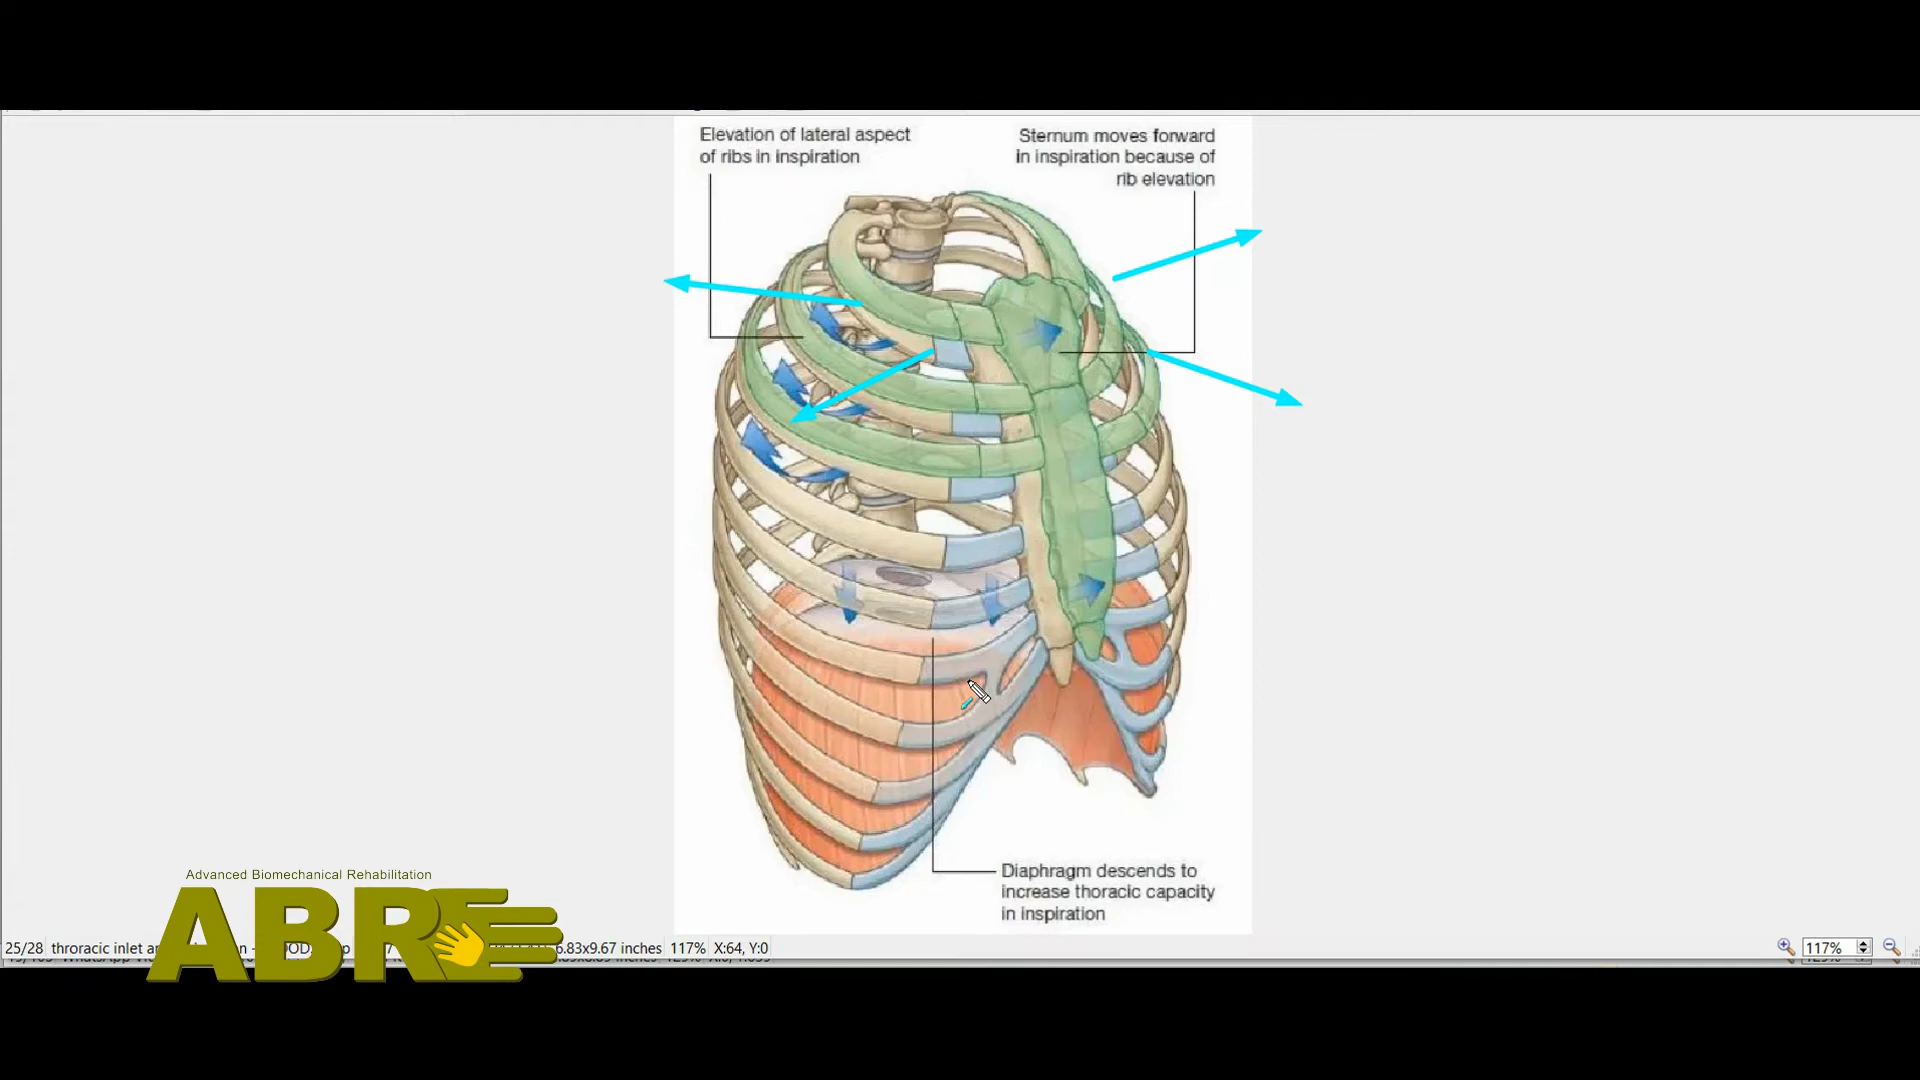 Elevation of lateral aspect
of ribs in inspiration
Sternum moves forward
in inspiration because of
rib elevation
Diaphragm descends to
increase thoracic capacity
in inspiration
Advanced Biomechanical Rehabilitation
ABR
25/28 throracic inlet 6.83x9.67 inches 117% X:64, Y:0
117%